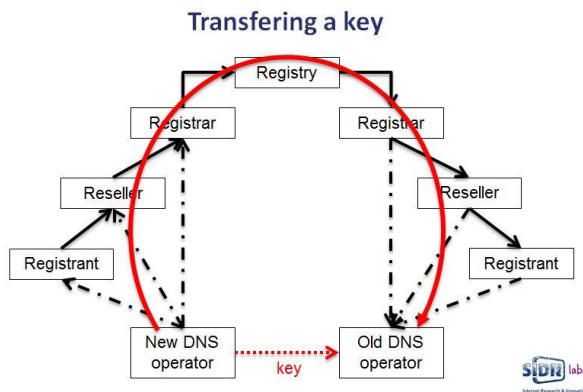 Transfering a key
Registry
Registrar
Registrar
Reseller
Reseller
Registrant
Registrant
New DNS
operator
key
Old DNS
operator
SIDN lab